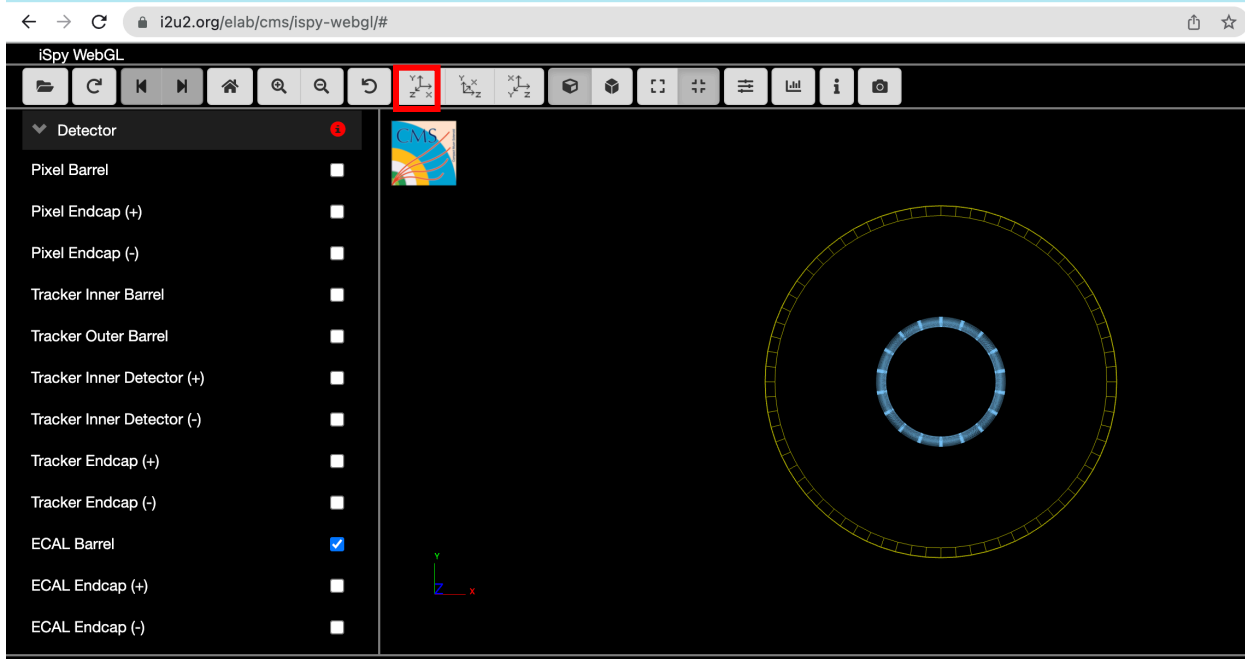 i2u2.org/elab/cms/ispy-webgl/#
iSpy WebGL
Y Z X
Y X Z
X Y Z
i
Detector
i
CMS
Pixel Barrel
Pixel Endcap (+)
Pixel Endcap (-)
Tracker Inner Barrel
Tracker Outer Barrel
Tracker Inner Detector (+)
Tracker Inner Detector (-)
Tracker Endcap (+)
Tracker Endcap (-)
ECAL Barrel
ECAL Endcap (+)
ECAL Endcap (-)
Y
Z X